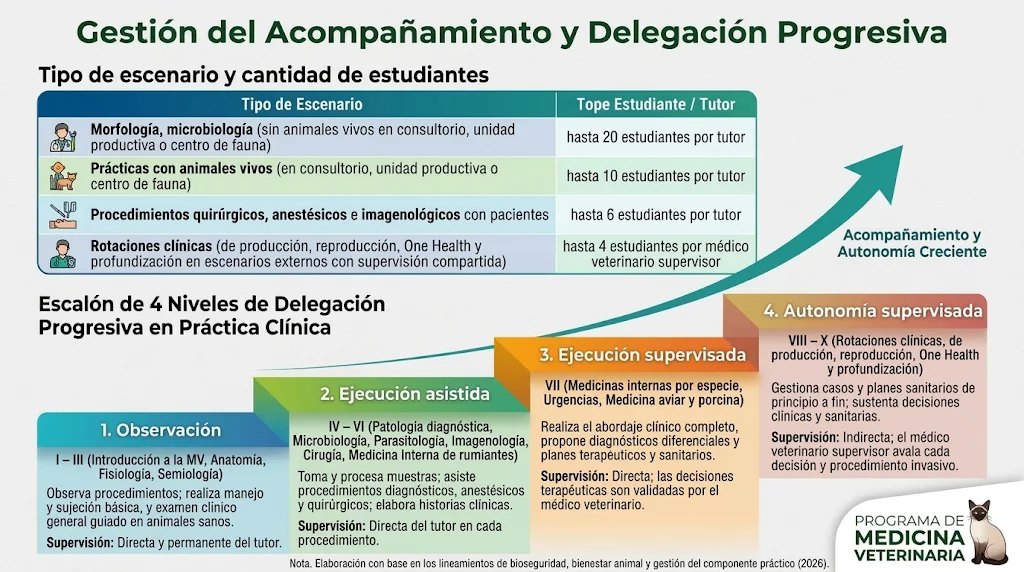 Gestión del Acompañamiento y Delegación Progresiva
Tipo de escenario y cantidad de estudiantes
Tipo de Escenario
Tope Estudiante / Tutor
Morfología, microbiología (sin animales vivos en consultorio, unidad
productiva o centro de fauna)
hasta 20 estudiantes por tutor
Prácticas con animales vivos (en consultorio, unidad productiva o
centro de fauna)
hasta 10 estudiantes por tutor
Procedimientos quirúrgicos, anestésicos e imagenológicos con pacientes
hasta 6 estudiantes por tutor
Rotaciones clínicas (de producción, reproducción, One Health y
profundización en escenarios externos con supervisión compartida)
hasta 4 estudiantes por médico
veterinario supervisor
Acompañamiento y
Autonomía Creciente
Escalón de 4 Niveles de Delegación
Progresiva en Práctica Clínica
1. Observación
I – III (Introducción a la MV, Anatomía,
Fisiología, Semiología)
Observa procedimientos; realiza manejo
y sujeción básica, y examen clínico
general guiado en animales sanos.
Supervisión: Directa y permanente del tutor.
2. Ejecución asistida
IV – VI (Patología diagnóstica,
Microbiología, Parasitología, Imagenología,
Cirugía, Medicina Interna de rumiantes)
Toma y procesa muestras; asiste
procedimientos diagnósticos, anestésicos
y quirúrgicos; elabora historias clínicas.
Supervisión: Directa del tutor en cada
procedimiento.
3. Ejecución supervisada
VII (Medicinas internas por especie,
Urgencias, Medicina aviar y porcina)
Realiza el abordaje clínico completo,
propone diagnósticos diferenciales y
planes terapéuticos y sanitarios.
Supervisión: Directa; las decisiones
terapéuticas son validadas por el
médico veterinario.
4. Autonomía supervisada
VIII – X (Rotaciones clínicas, de
producción, reproducción, One Health
y profundización)
Gestiona casos y planes sanitarios de
principio a fin; sustenta decisiones
clínicas y sanitarias.
Supervisión: Indirecta; el médico
veterinario supervisor avala cada
decisión y procedimiento invasivo.
PROGRAMA DE
MEDICINA
VETERINARIA
Nota. Elaboración con base en los lineamientos de bioseguridad, bienestar animal y gestión del componente práctico (2026).